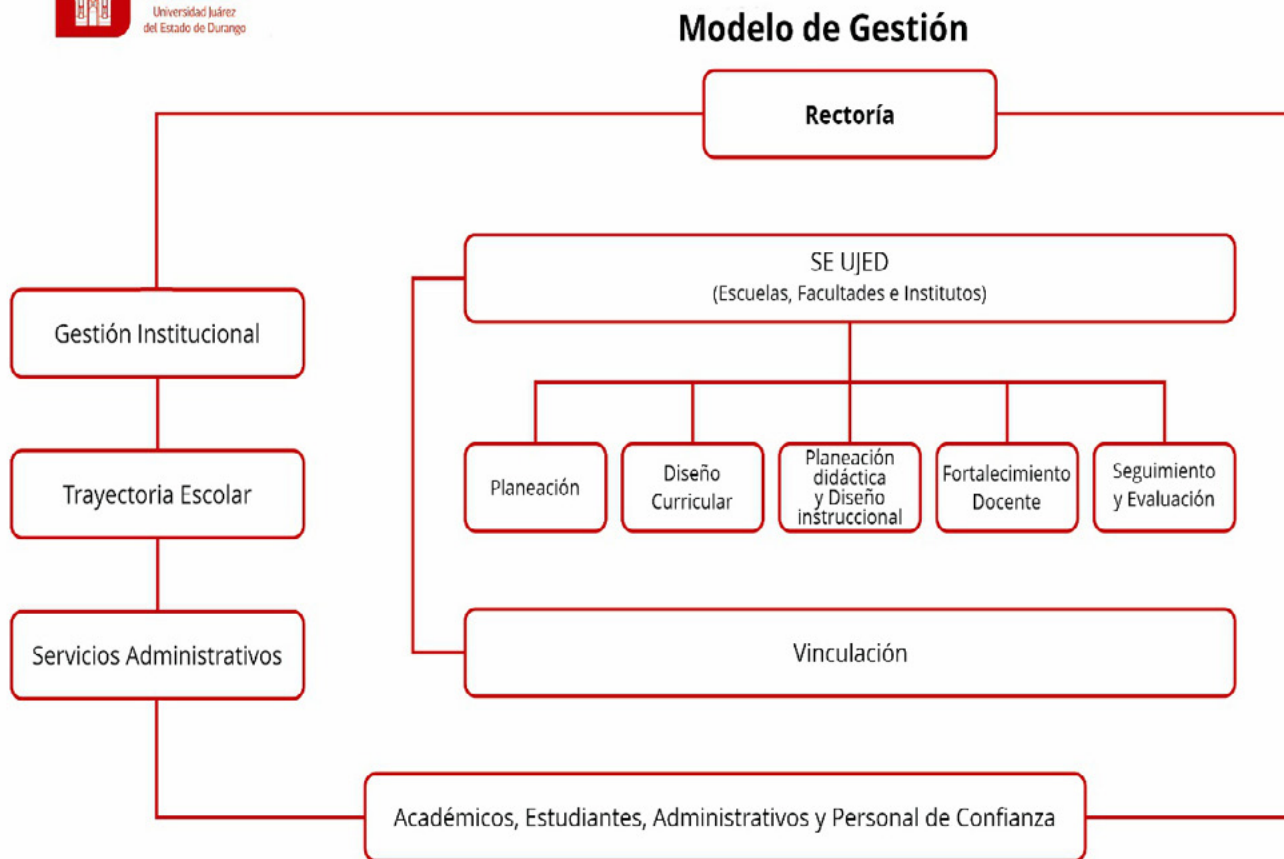 Universidad Juárez
del Estado de Durango
Modelo de Gestión
Rectoría
SE UJED
(Escuelas, Facultades e Institutos)
Gestión Institucional
Trayectoria Escolar
Servicios Administrativos
Planeación
Diseño
Curricular
Planeación
didáctica
y Diseño
instruccional
Fortalecimiento
Docente
Seguimiento
y Evaluación
Vinculación
Académicos, Estudiantes, Administrativos y Personal de Confianza